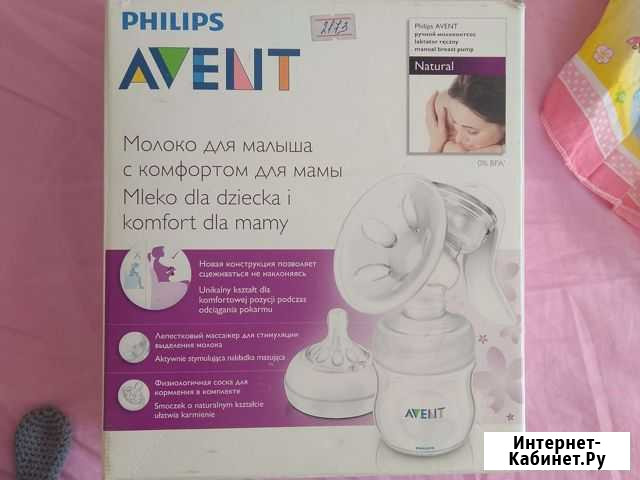 PHILIPS
AVENT
2173
Philips AVENT
ручной молокоотсос
laktator ręczny
manual breast pump
Natural
0% BPA*
Молоко для малыша
с комфортом для мамы
Mleko dla dziecka i
komfort dla mamy
Новая конструкция позволяет
сцеживаться не наклоняясь
Unikalny kształt dla
komfortowej pozycji podczas
odciągania pokarmu
Лепестковый массажер для стимуляции
выделения молока
Aktywnie stymulująca nakładka masująca
Физиологичная соска для
кормления в комплекте
Smoczek o naturalnym kształcie
ułatwia karmienie
AVENT
PHILIPS
Интернет-
Кабинет.Ру